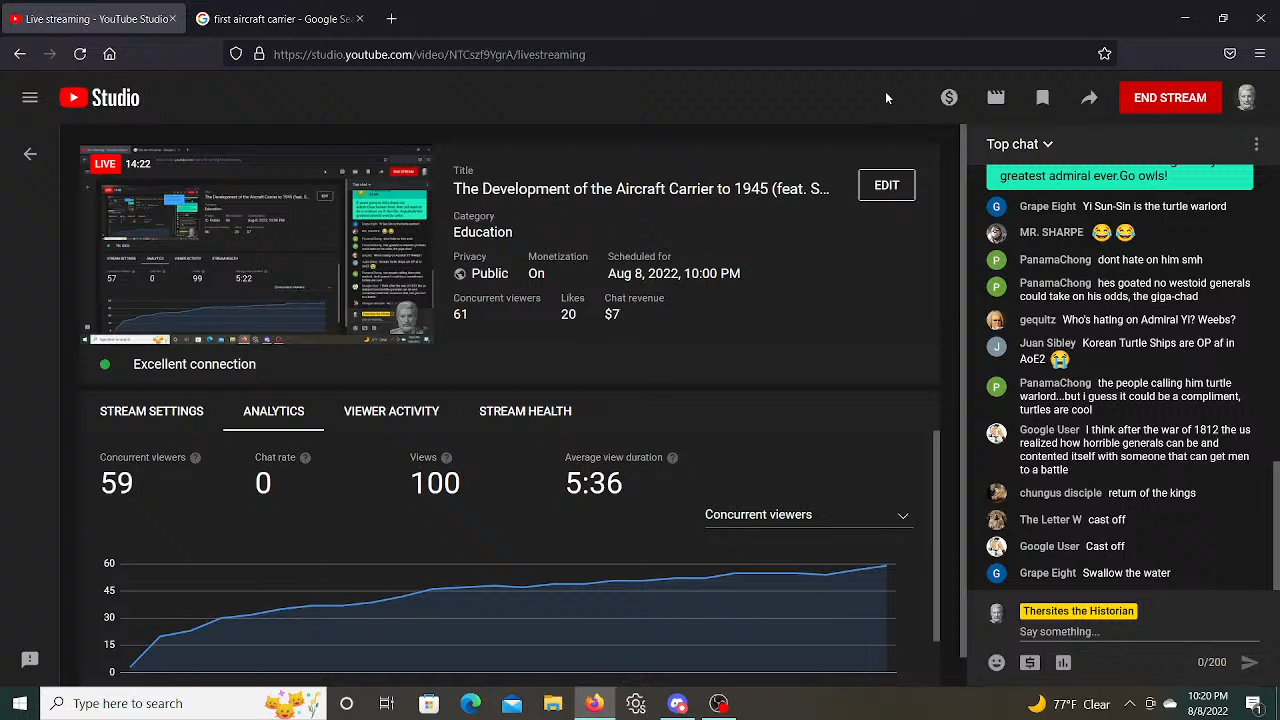 Live streaming - YouTube Studio
first aircraft carrier - Google Se
https://studio.youtube.com/video/NTCszf9YgrA/livestreaming
Studio
END STREAM
LIVE 14:22
Title
The Development of the Aircraft Carrier to 1945 (feat. S...
EDIT
Education
Privacy
Scheduled for
Public
On
Aug 8, 2022, 10:00 PM
Concurrent viewers
Likes
Chat revenue
61
20
$7
Excellent connection
STREAM SETTINGS
ANALYTICS
VIEWER ACTIVITY
STREAM HEALTH
Concurrent viewers
Chat rate
Views
Average view duration
59
0
100
5:36
Concurrent viewers
60
45
30
15
0
Top chat
greatest admiral ever.Go owls!
Grape Eight Yi Sun-Sin is the turtle warlord
MR. SHARPE
PanamaChong dont hate on him smh
PanamaChong
could take on his odds, the giga-chad
gequitz Who's hating on Admiral YI? Weebs?
Juan Sibley Korean Turtle Ships are OP af in
AoE2
PanamaChong the people calling him turtle
warlord...but i guess it could be a compliment,
turtles are cool
Google User I think after the war of 1812 the us
realized how horrible generals can be and
contented itself with someone that can get men
to a battle
chungus disciple return of the kings
The Letter W cast off
Google User Cast off
Grape Eight Swallow the water
Thersites the Historian
Say something...
0/200
Type here to search
77°F Clear
10:20 PM
8/8/2022